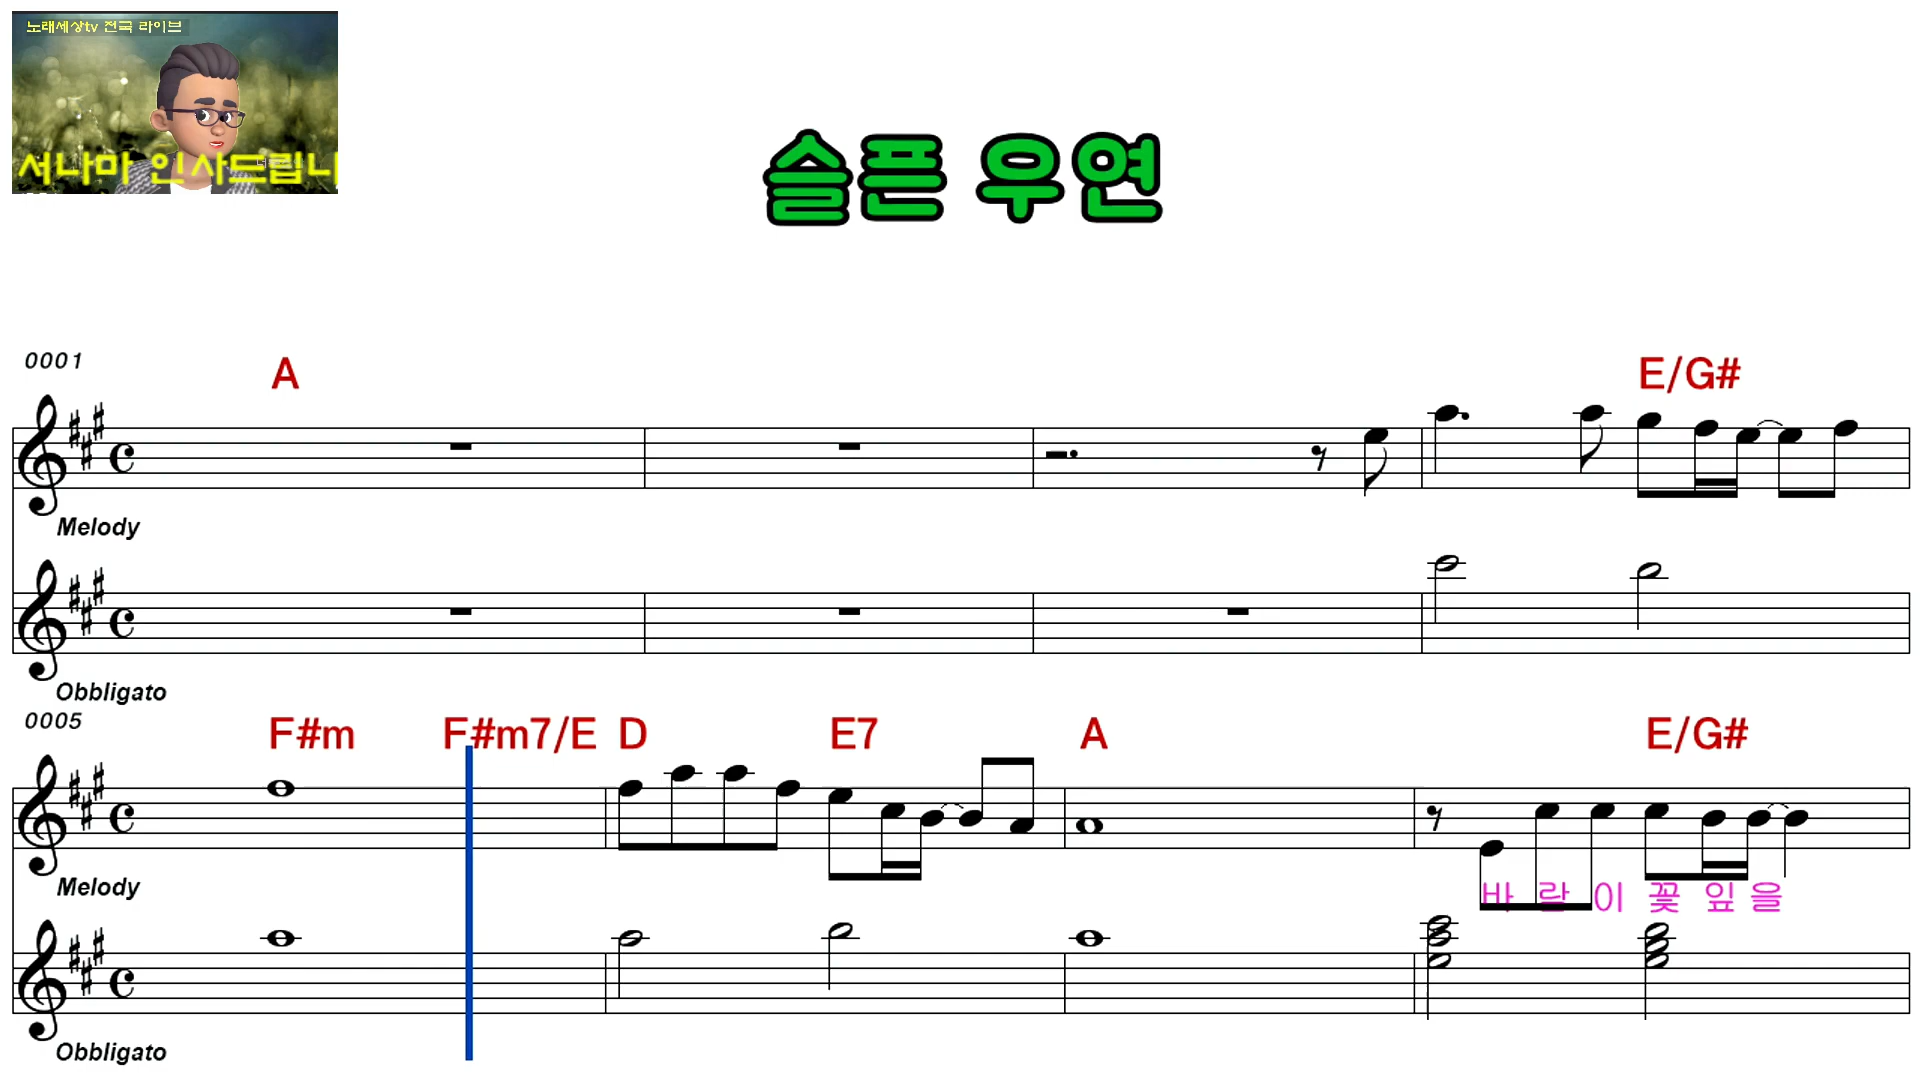 노래세상tv 전국 라이브
서나마 인사드립니
슬픈 우연
0001
A E/G#
Melody
Obbligato
0005
F#m F#m7/E D E7 A E/G#
Melody
바 람 이 꽃 잎 을
Obbligato